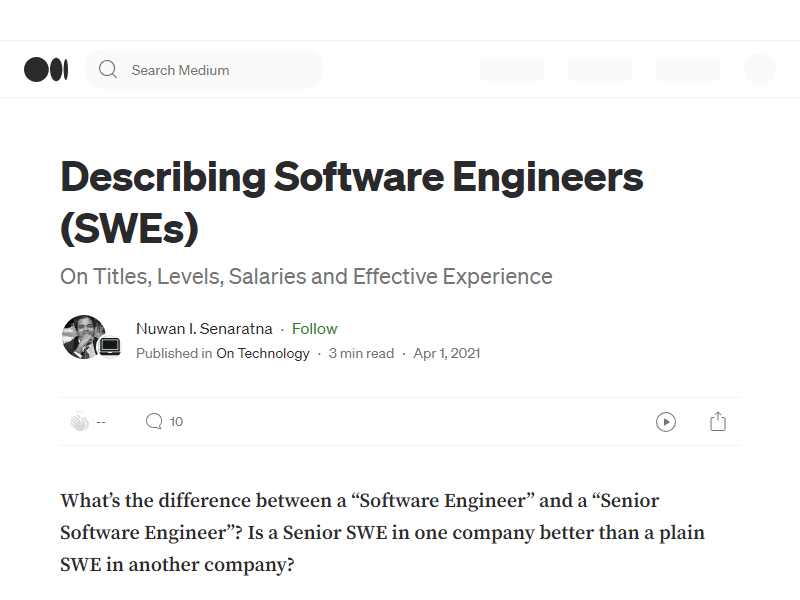 Search Medium
Describing Software Engineers
(SWEs)
On Titles, Levels, Salaries and Effective Experience
Nuwan I. Senaratna · Follow
Published in On Technology · 3 min read · Apr 1, 2021
-- 10
What’s the difference between a “Software Engineer” and a “Senior
Software Engineer”? Is a Senior SWE in one company better than a plain
SWE in another company?